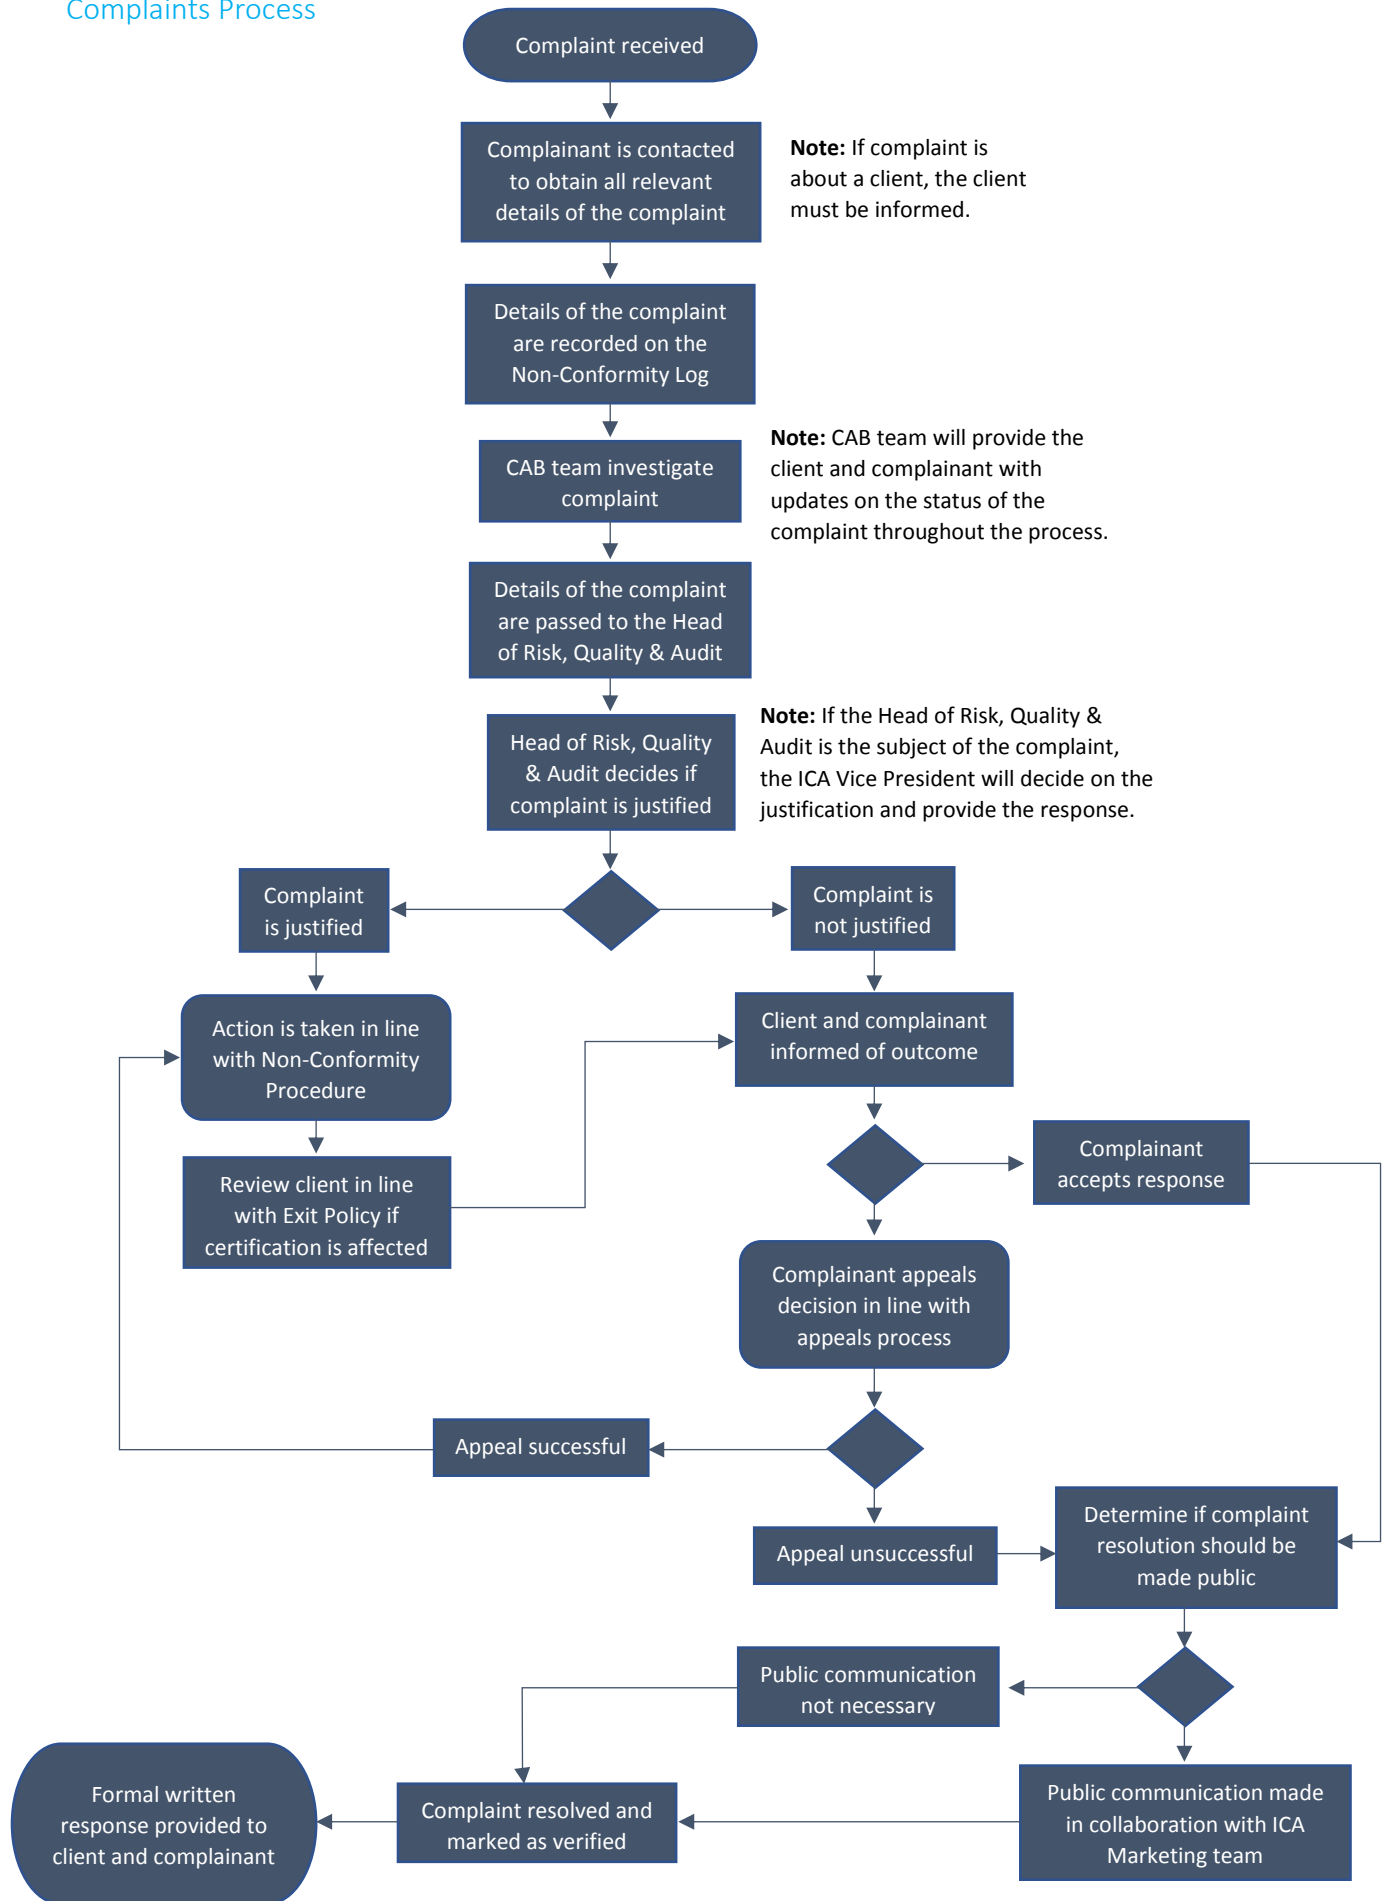 Complaints Process
Complaint received
Complainant is contacted
to obtain all relevant
details of the complaint
Note: If complaint is
about a client, the client
must be informed.
Details of the complaint
are recorded on the
Non-Conformity Log
CAB team investigate
complaint
Note: CAB team will provide the
client and complainant with
updates on the status of the
complaint throughout the process.
Details of the complaint
are passed to the Head
of Risk, Quality & Audit
Head of Risk, Quality
& Audit decides if
complaint is justified
Note: If the Head of Risk, Quality &
Audit is the subject of the complaint,
the ICA Vice President will decide on the
justification and provide the response.
Complaint
is justified
Complaint is
not justified
Action is taken in line
with Non-Conformity
Procedure
Client and complainant
informed of outcome
Review client in line
with Exit Policy if
certification is affected
Complainant
accepts response
Complainant appeals
decision in line with
appeals process
Appeal successful
Appeal unsuccessful
Determine if complaint
resolution should be
made public
Public communication
not necessary
Formal written
response provided to
client and complainant
Complaint resolved and
marked as verified
Public communication made
in collaboration with ICA
Marketing team